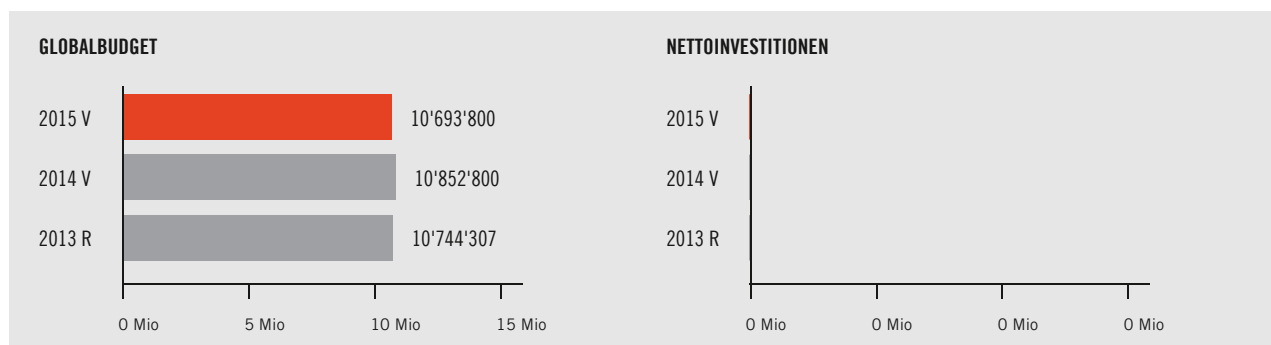 GLOBALBUDGET
2015 V 10'693'800
2014 V 10'852'800
2013 R 10'744'307
0 Mio 5 Mio 10 Mio 15 Mio
NETTOINVESTITIONEN
2015 V
2014 V
2013 R
0 Mio 0 Mio 0 Mio 0 Mio